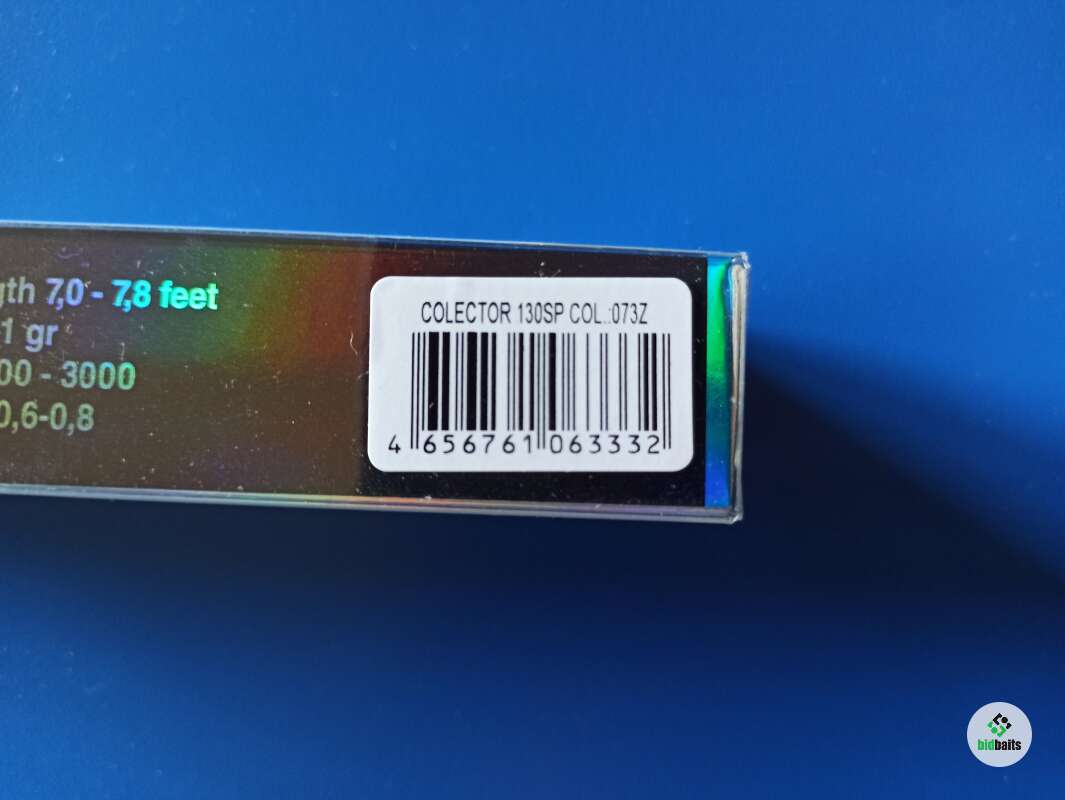 gth 7,0 - 7,8 feet
1 gr
00 - 3000
0,6-0,8
COLECTOR 130SP COL.:073Z
4 656761 063332
bidbaits